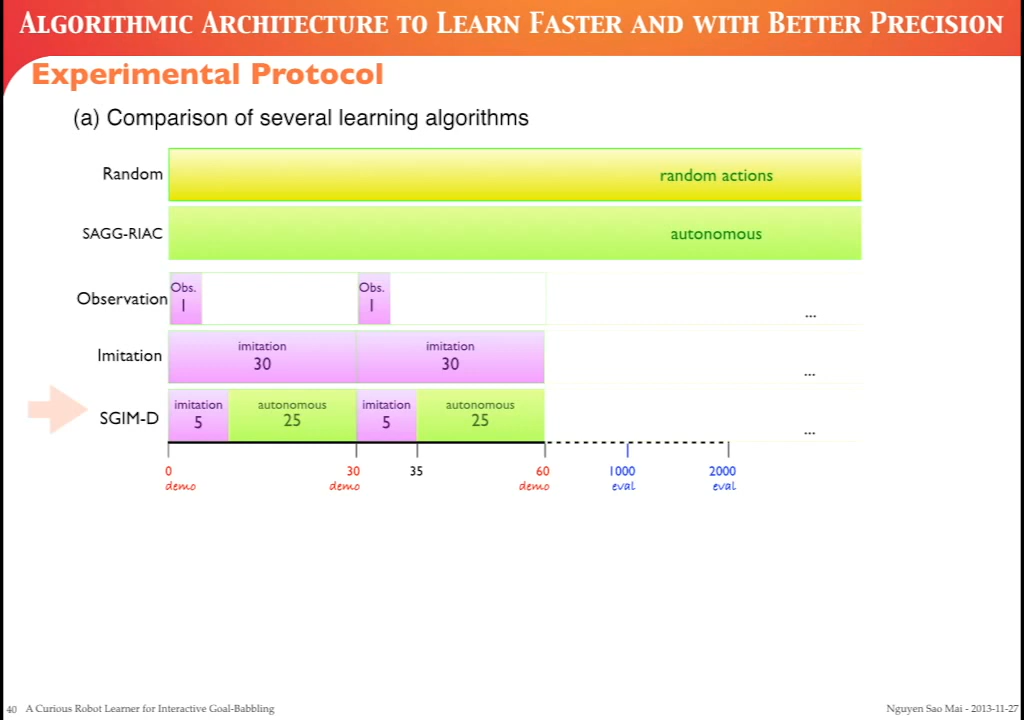 Algorithmic Architecture to Learn Faster and with Better Precision
Experimental Protocol
(a) Comparison of several learning algorithms
Random
random actions
SAGG-RIAC
autonomous
Observation
Obs.
1
Obs.
1
...
Imitation
imitation
30
imitation
30
...
SGIM-D
imitation
5
autonomous
25
imitation
5
autonomous
25
...
0 30 35 60 1000 2000
demo demo demo eval eval
40 A Curious Robot Learner for Interactive Goal-Babbling
Nguyen Sao Mai - 2013-11-27